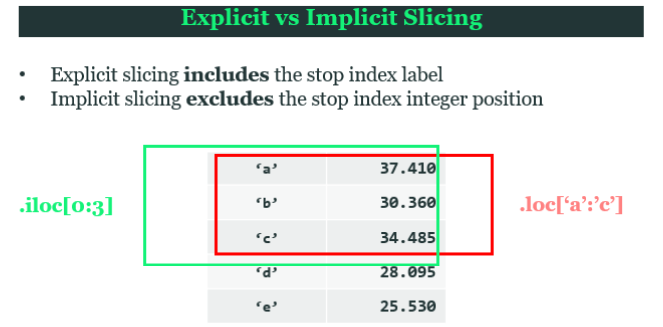 Explicit vs Implicit Slicing
• Explicit slicing includes the stop index label
• Implicit slicing excludes the stop index integer position
‘a’ 37.410
.iloc[0:3] ‘b’ 30.360 .loc[‘a’:’c’]
‘c’ 34.485
‘d’ 28.095
‘e’ 25.530